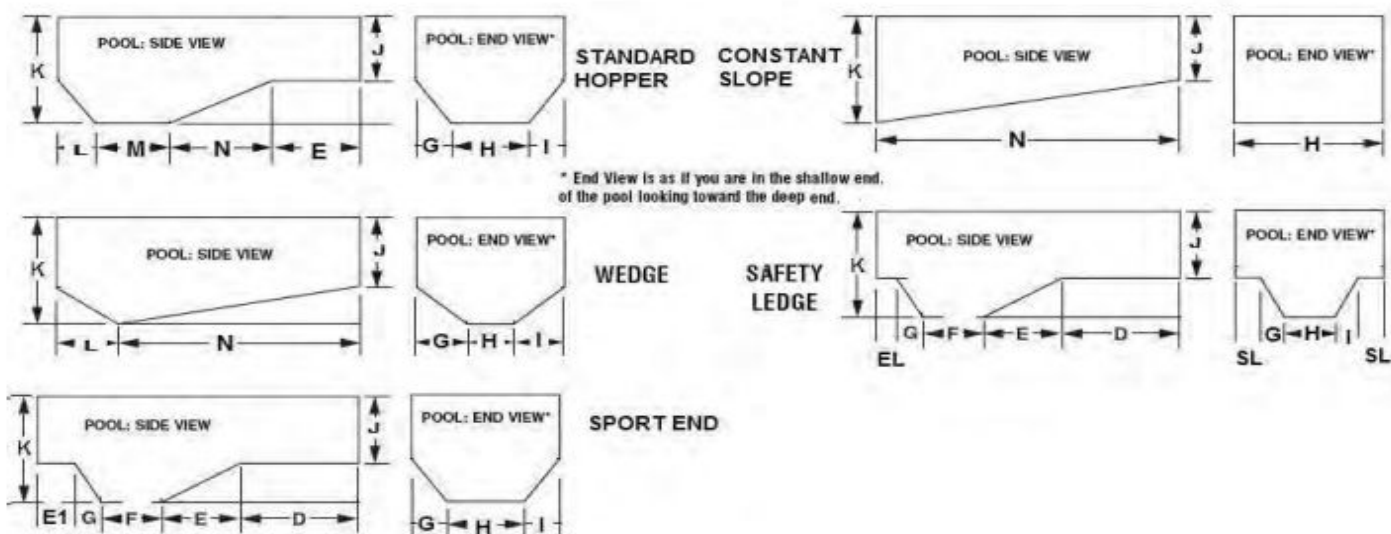 POOL: SIDE VIEW
K
J
L M N E
POOL: END VIEW*
G H I
STANDARD
HOPPER
CONSTANT
SLOPE
POOL: SIDE VIEW
K
J
N
POOL: END VIEW*
H
* End View is as if you are in the shallow end.
of the pool looking toward the deep end.
POOL: SIDE VIEW
K
J
L N
POOL: END VIEW*
G H I
WEDGE
SAFETY
LEDGE
POOL: SIDE VIEW
K
J
G F E D
EL
POOL: END VIEW*
G H I
SL SL
POOL: SIDE VIEW
K
J
E1 G F E D
POOL: END VIEW*
G H I
SPORT END